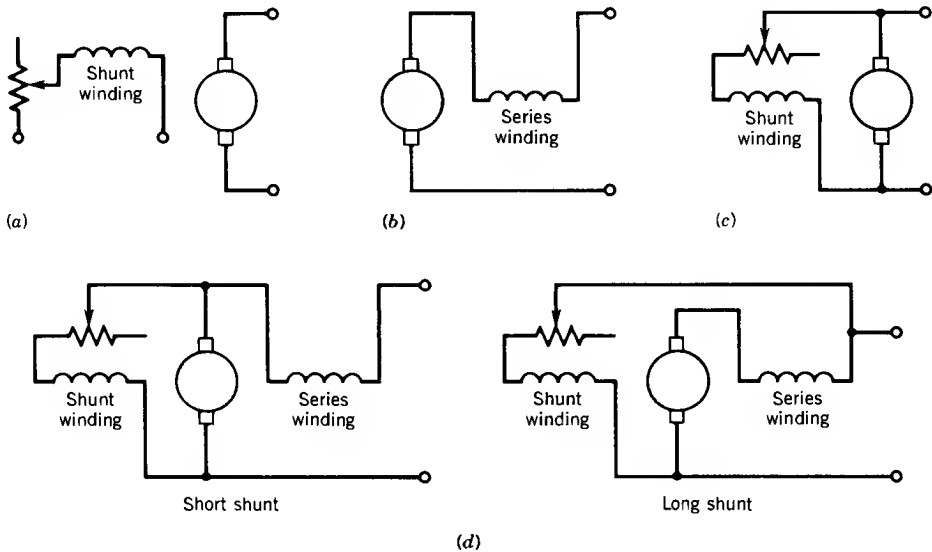 Shunt
winding
Series
winding
Shunt
winding
(a)
(b)
(c)
Shunt
winding
Series
winding
Shunt
winding
Series
winding
Short shunt
Long shunt
(d)